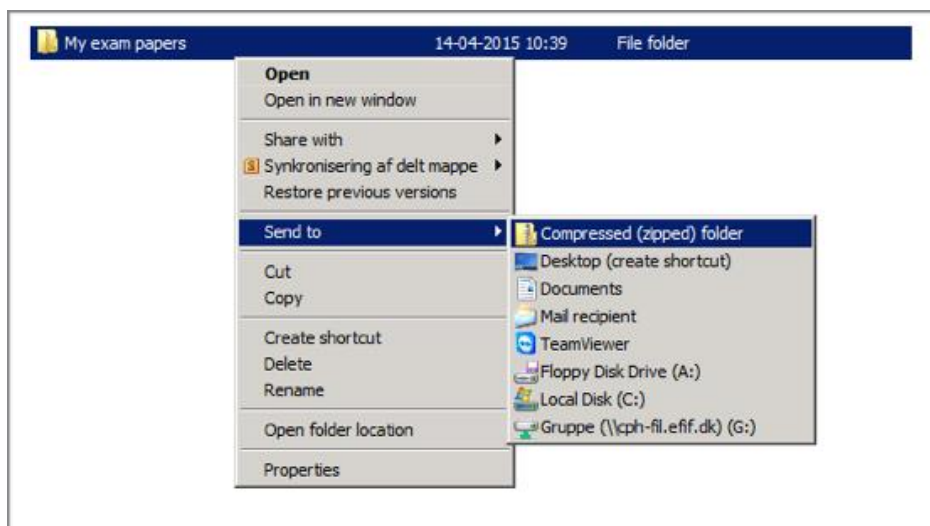 My exam papers 14-04-2015 10:39 File folder
Open
Open in new window
Share with
Synkronisering af delt mappe
Restore previous versions
Send to
Cut
Copy
Create shortcut
Delete
Rename
Open folder location
Properties
Compressed (zipped) folder
Desktop (create shortcut)
Documents
Mail recipient
TeamViewer
Floppy Disk Drive (A:)
Local Disk (C:)
Gruppe (\\cph-fil.efif.dk) (G:)